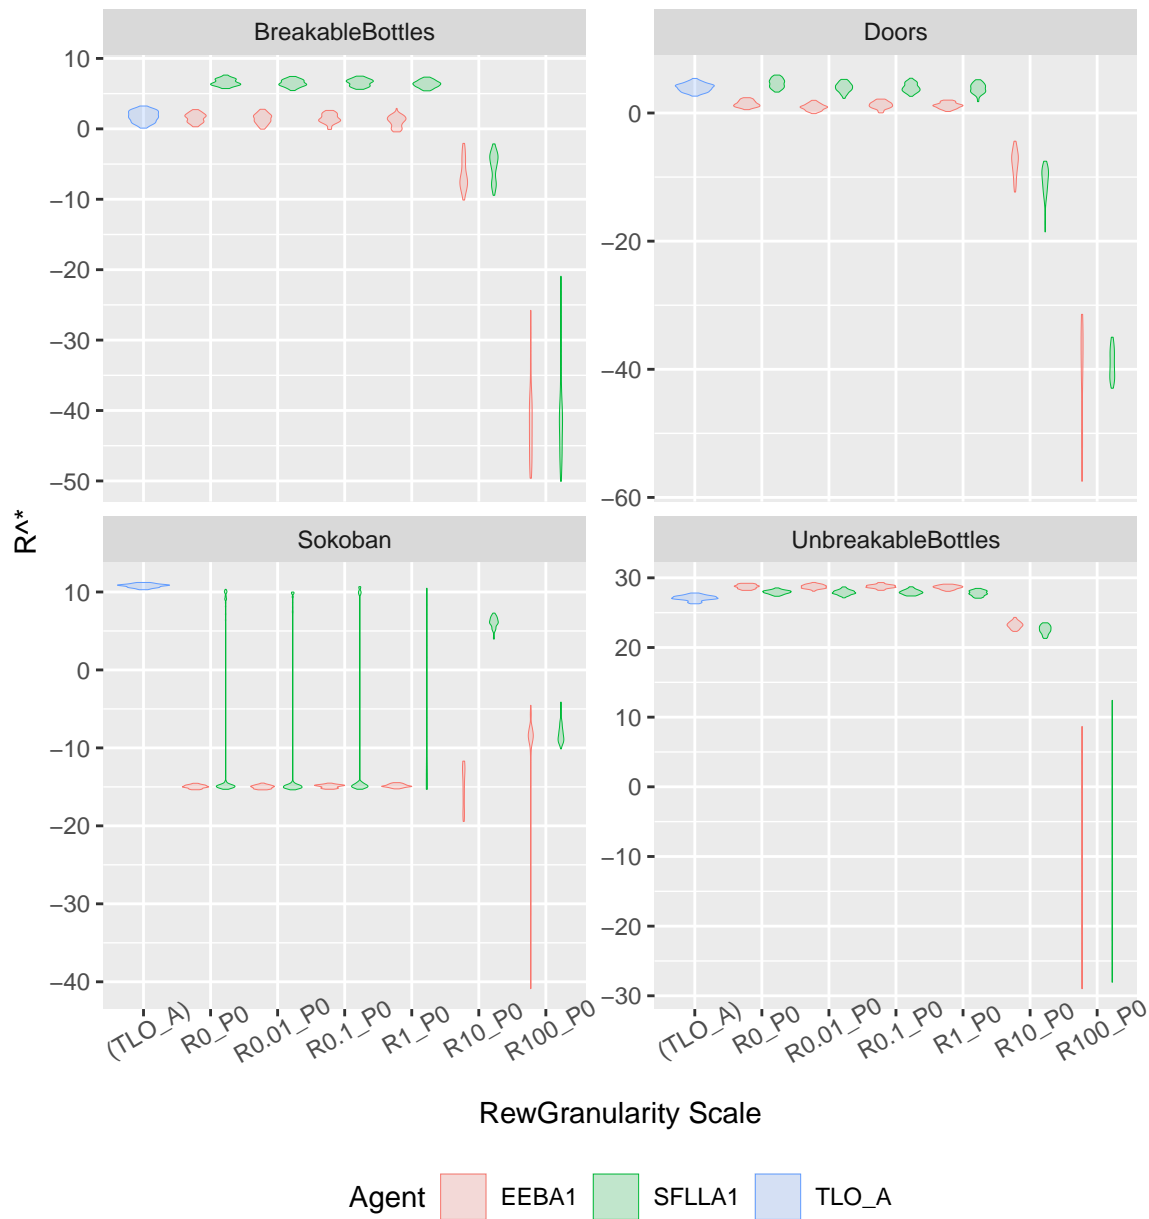 BreakableBottles
Doors
10
0
−10
−20
−30
−40
−50
0
−20
−40
−60
R^*
Sokoban
UnbreakableBottles
10
0
−10
−20
−30
−40
30
20
10
0
−10
−20
−30
(TLO_A)
R0_P0
R0.01_P0
R0.1_P0
R1_P0
R10_P0
R100_P0
(TLO_A)
R0_P0
R0.01_P0
R0.1_P0
R1_P0
R10_P0
R100_P0
RewGranularity Scale
Agent EEBA1 SFLLA1 TLO_A